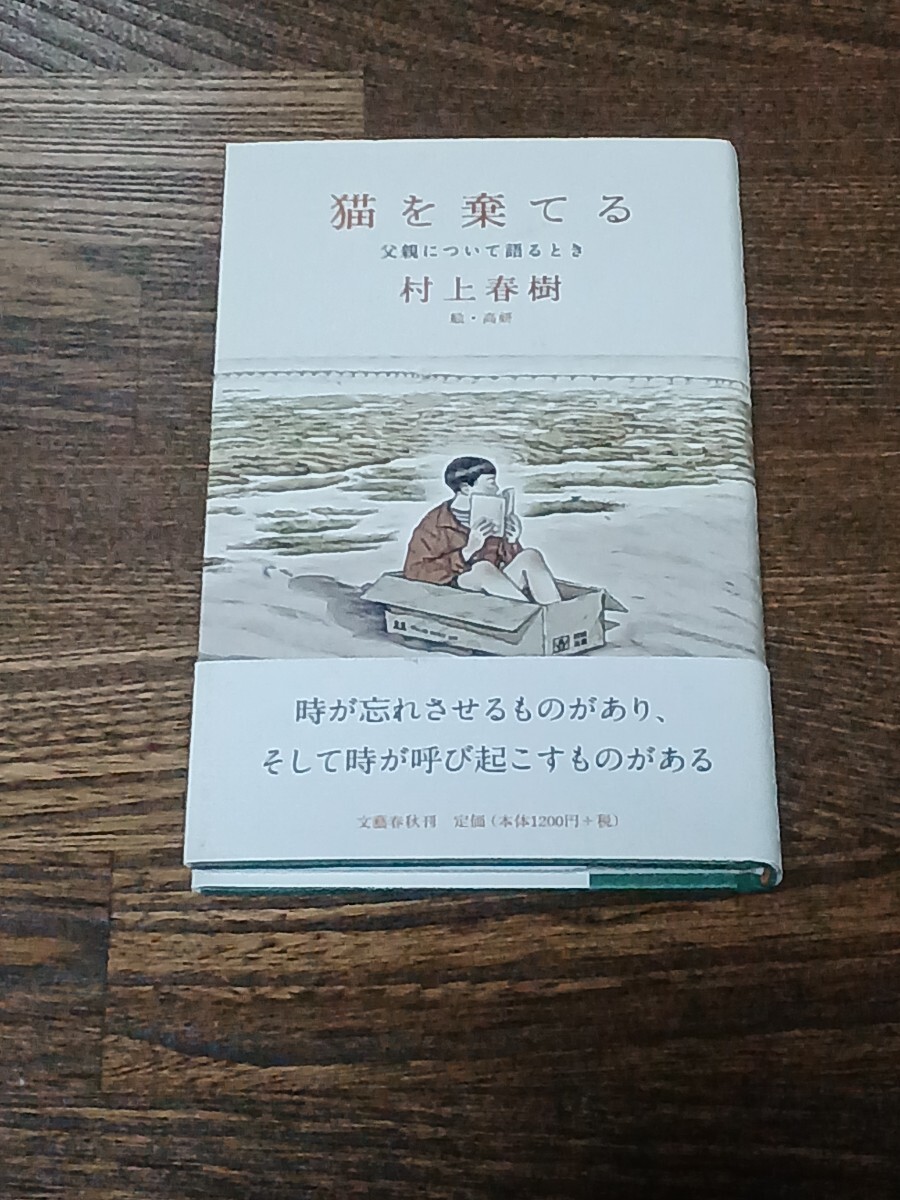 猫を棄てる
父親について語るとき
村上春樹
絵・高妍
時が忘れさせるものがあり、
そして時が呼び起こすものがある
文藝春秋刊 定価(本体1200円+税)